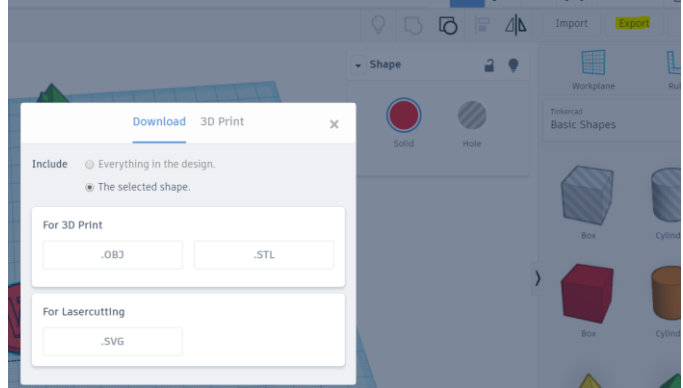 Import Export
Shape
Workplane
Solid Hole
Tinkercad
Basic Shapes
Box
Box
Download 3D Print
Include Everything in the design.
The selected shape.
For 3D Print
.OBJ .STL
For Lasercutting
.SVG